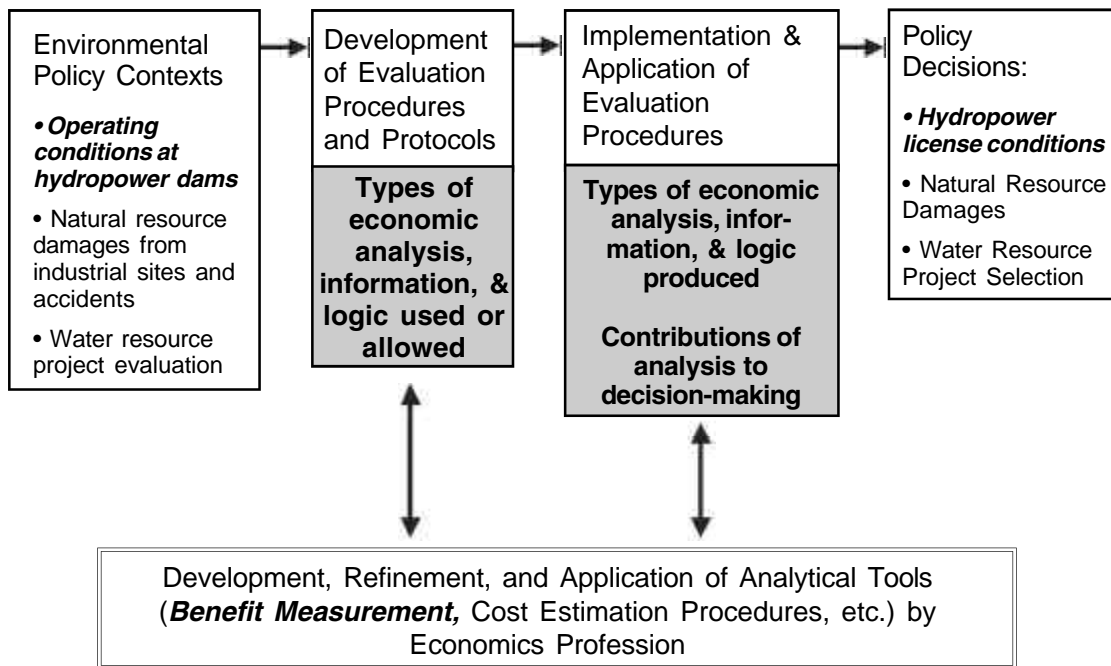 Environmental
Policy Contexts
• Operating
conditions at
hydropower dams
• Natural resource
damages from
industrial sites and
accidents
• Water resource
project evaluation
Development
of Evaluation
Procedures
and Protocols
Types of
economic
analysis,
information, &
logic used or
allowed
Implementation &
Application of
Evaluation
Procedures
Types of economic
analysis, infor-
mation, & logic
produced
Contributions of
analysis to
decision-making
Policy
Decisions:
• Hydropower
license conditions
• Natural Resource
Damages
• Water Resource
Project Selection
Development, Refinement, and Application of Analytical Tools
(Benefit Measurement, Cost Estimation Procedures, etc.) by
Economics Profession